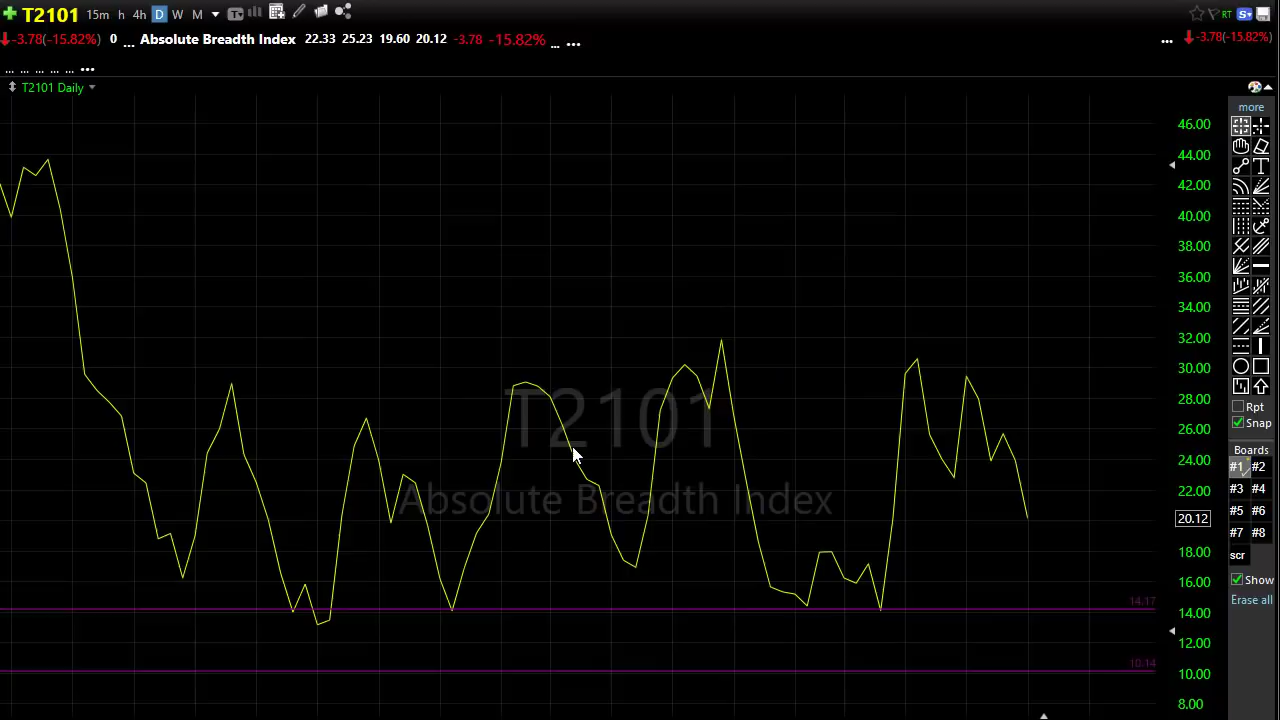 T2101 15m h 4h D W M RT S
-3.78(-15.82%) 0 ... Absolute Breadth Index 22.33 25.23 19.60 20.12 -3.78 -15.82% ... ... ... -3.78(-15.82%)
... ... ... ... ... ...
T2101 Daily
more
46.00
44.00
42.00
40.00
38.00
36.00
34.00
32.00
30.00
28.00
26.00
24.00
22.00
20.12
18.00
16.00
14.00
12.00
10.00
8.00
T2101
Absolute Breadth Index
14.17
10.14
T
Rpt
Snap
Boards
#1 #2
#3 #4
#5 #6
#7 #8
scr
Show
Erase all